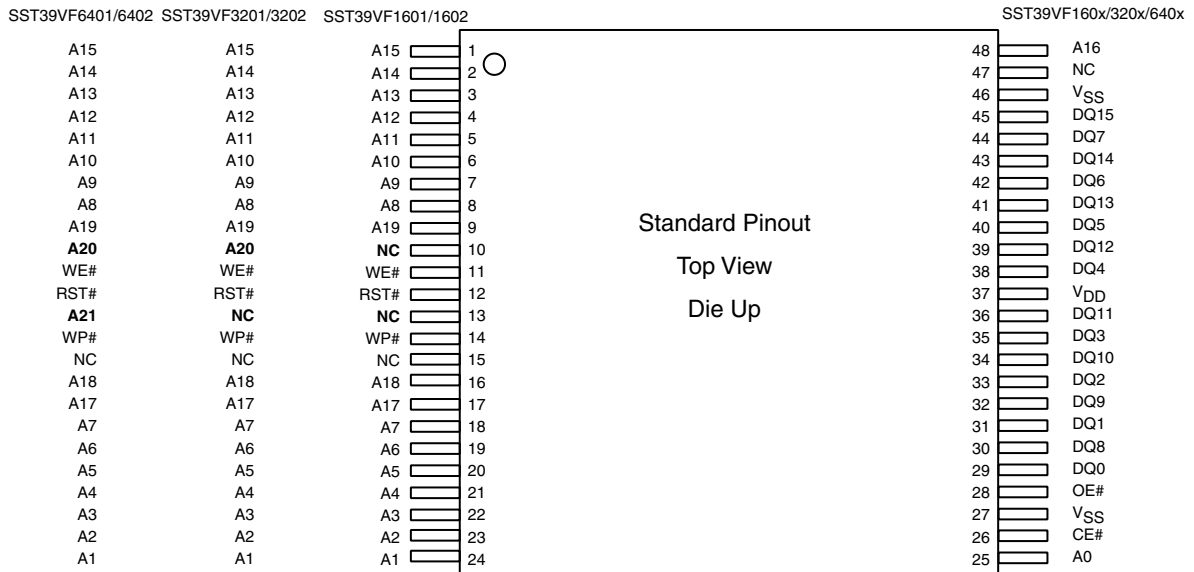 SST39VF6401/6402 SST39VF3201/3202 SST39VF1601/1602 SST39VF160x/320x/640x
A15 A15 A15 1 48 A16
A14 A14 A14 2 47 NC
A13 A13 A13 3 46 VSS
A12 A12 A12 4 45 DQ15
A11 A11 A11 5 44 DQ7
A10 A10 A10 6 43 DQ14
A9 A9 A9 7 42 DQ6
A8 A8 A8 8 41 DQ13
A19 A19 A19 9 Standard Pinout 40 DQ5
A20 A20 NC 10 39 DQ12
WE# WE# WE# 11 Top View 38 DQ4
RST# RST# RST# 12 37 VDD
A21 NC NC 13 Die Up 36 DQ11
WP# WP# WP# 14 35 DQ3
NC NC NC 15 34 DQ10
A18 A18 A18 16 33 DQ2
A17 A17 A17 17 32 DQ9
A7 A7 A7 18 31 DQ1
A6 A6 A6 19 30 DQ8
A5 A5 A5 20 29 DQ0
A4 A4 A4 21 28 OE#
A3 A3 A3 22 27 VSS
A2 A2 A2 23 26 CE#
A1 A1 A1 24 25 A0